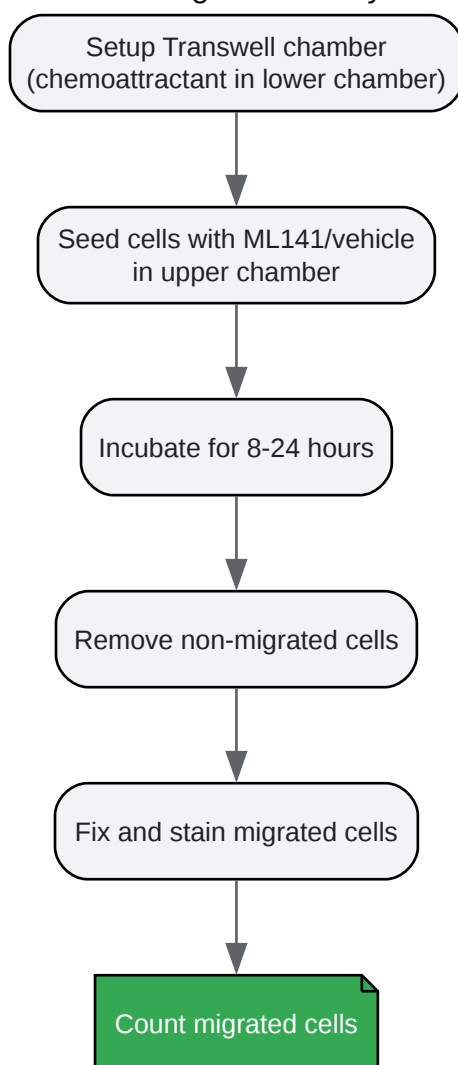 Setup Transwell chamber
(chemoattractant in lower chamber)
Seed cells with ML141/vehicle
in upper chamber
Incubate for 8-24 hours
Remove non-migrated cells
Fix and stain migrated cells
Count migrated cells